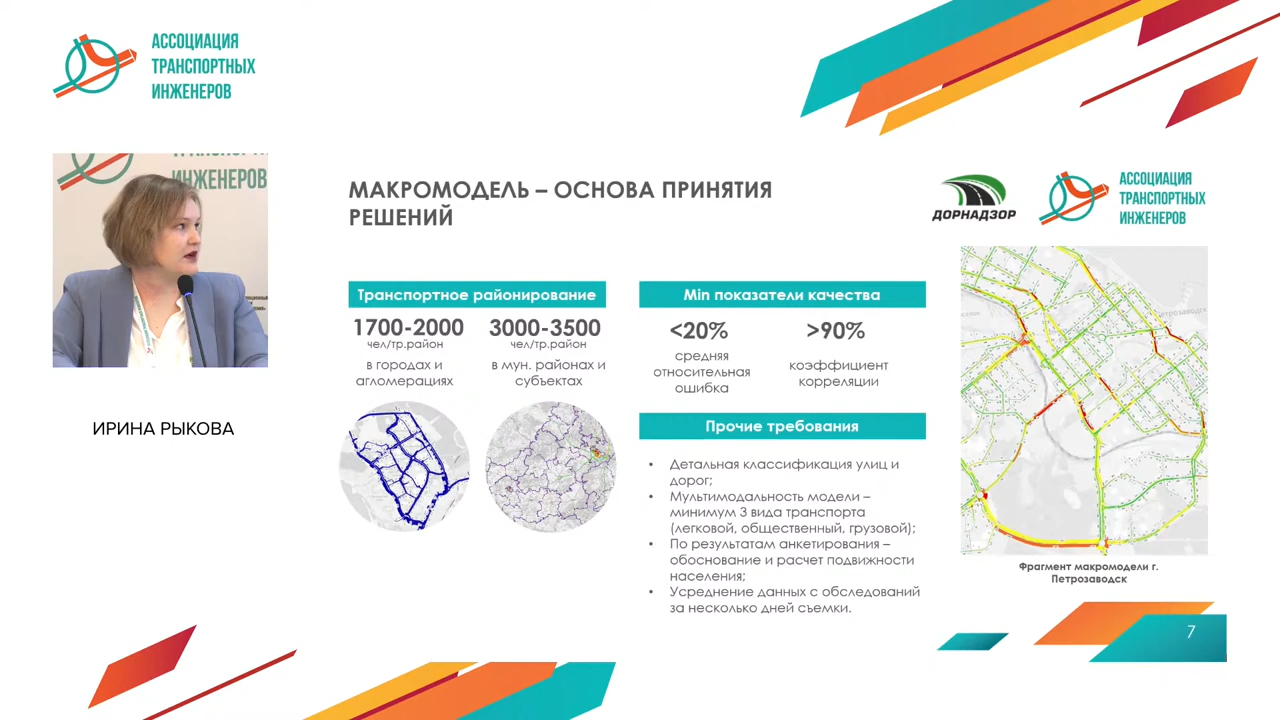 АССОЦИАЦИЯ
ТРАНСПОРТНЫХ
ИНЖЕНЕРОВ
ИНЖЕНЕРОВ
ИРИНА РЫКОВА
МАКРОМОДЕЛЬ – ОСНОВА ПРИНЯТИЯ
РЕШЕНИЙ
ДОРНАДЗОР
АССОЦИАЦИЯ
ТРАНСПОРТНЫХ
ИНЖЕНЕРОВ
Транспортное районирование
1700-2000
чел/тр.район
в городах и
агломерациях
3000-3500
чел/тр.район
в мун. районах и
субъектах
Min показатели качества
<20%
средняя
относительная
ошибка
>90%
коэффициент
корреляции
Прочие требования
• Детальная классификация улиц и
дорог;
• Мультимодальность модели –
минимум 3 вида транспорта
(легковой, общественный, грузовой);
• По результатам анкетирования –
обоснование и расчет подвижности
населения;
• Усреднение данных с обследований
за несколько дней съемки.
Петрозаводск
Фрагмент макромодели г.
Петрозаводск
7